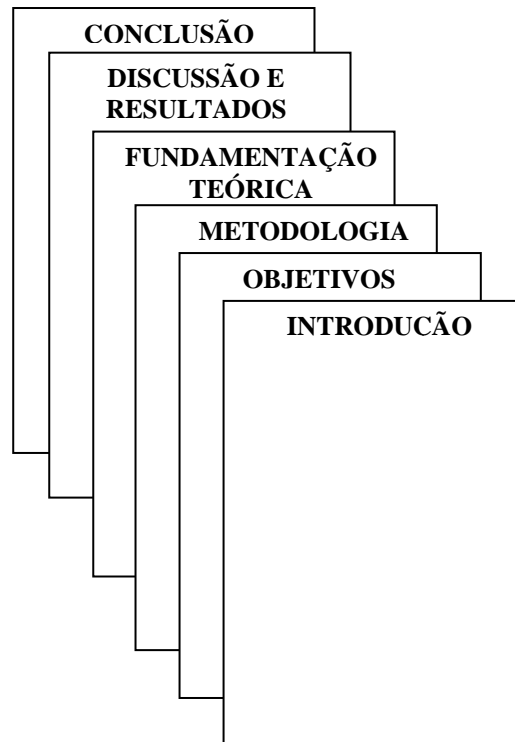 CONCLUSÃO
DISCUSSÃO E
RESULTADOS
FUNDAMENTAÇÃO
TEÓRICA
METODOLOGIA
OBJETIVOS
INTRODUCÃO